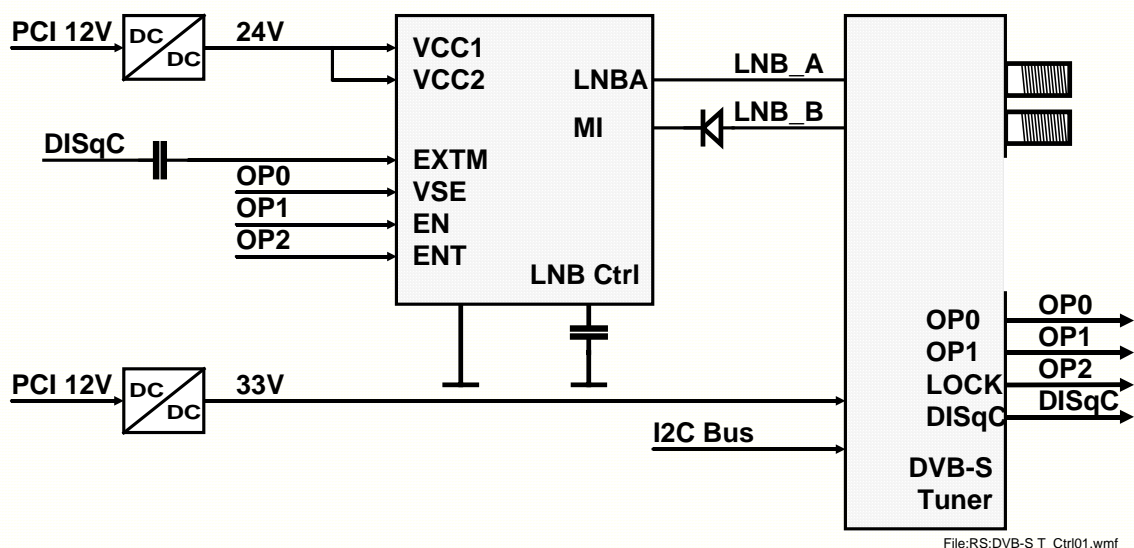 PCI 12V
DC
DC
24V
VCC1
VCC2
LNBA
MI
LNB_A
LNB_B
DISqC
EXTM
OP0
VSE
OP1
EN
OP2
ENT
LNB Ctrl
PCI 12V
DC
DC
33V
I2C Bus
OP0
OP0
OP1
OP1
LOCK
OP2
DISqC
DISqC
DVB-S
Tuner
File:RS:DVB-S_T_Ctrl01.wmf